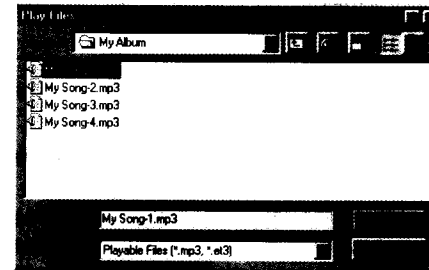 Play Files
My Album
My Song-2.mp3
My Song-3.mp3
My Song-4.mp3
My Song-1.mp3
Playable Files (*.mp3, *.el3)